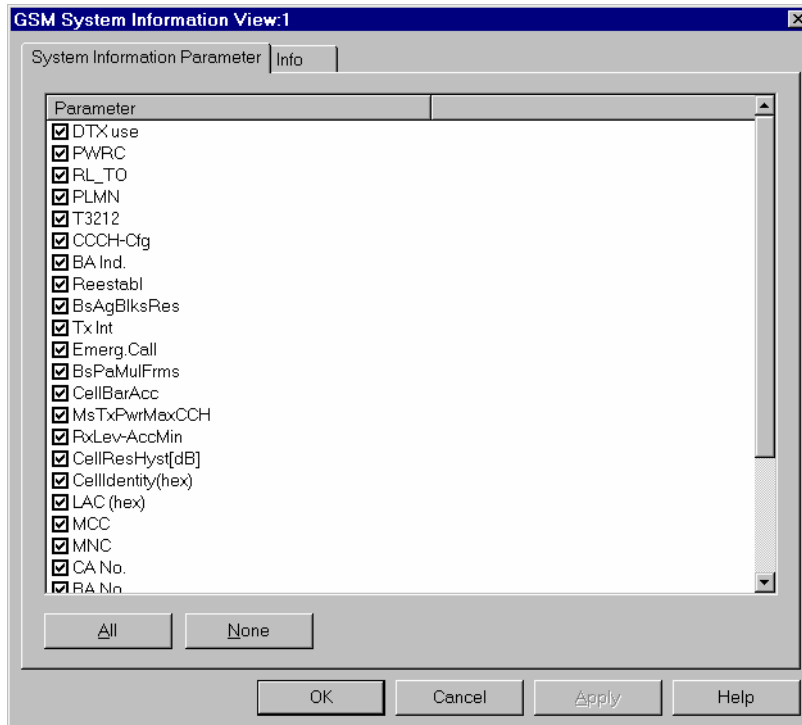 GSM System Information View:1
System Information Parameter Info
Parameter
DTX use
PWRC
RL_TO
PLMN
T3212
CCCH-Cfg
BA Ind.
Reestabl
BsAgBlksRes
Tx Int
Emerg.Call
BsPaMulFrms
CellBarAcc
MsTxPwrMaxCCH
RxLev-AccMin
CellResHyst[dB]
CellIdentity(hex)
LAC (hex)
MCC
MNC
CA No.
BA No
All None
OK Cancel Apply Help